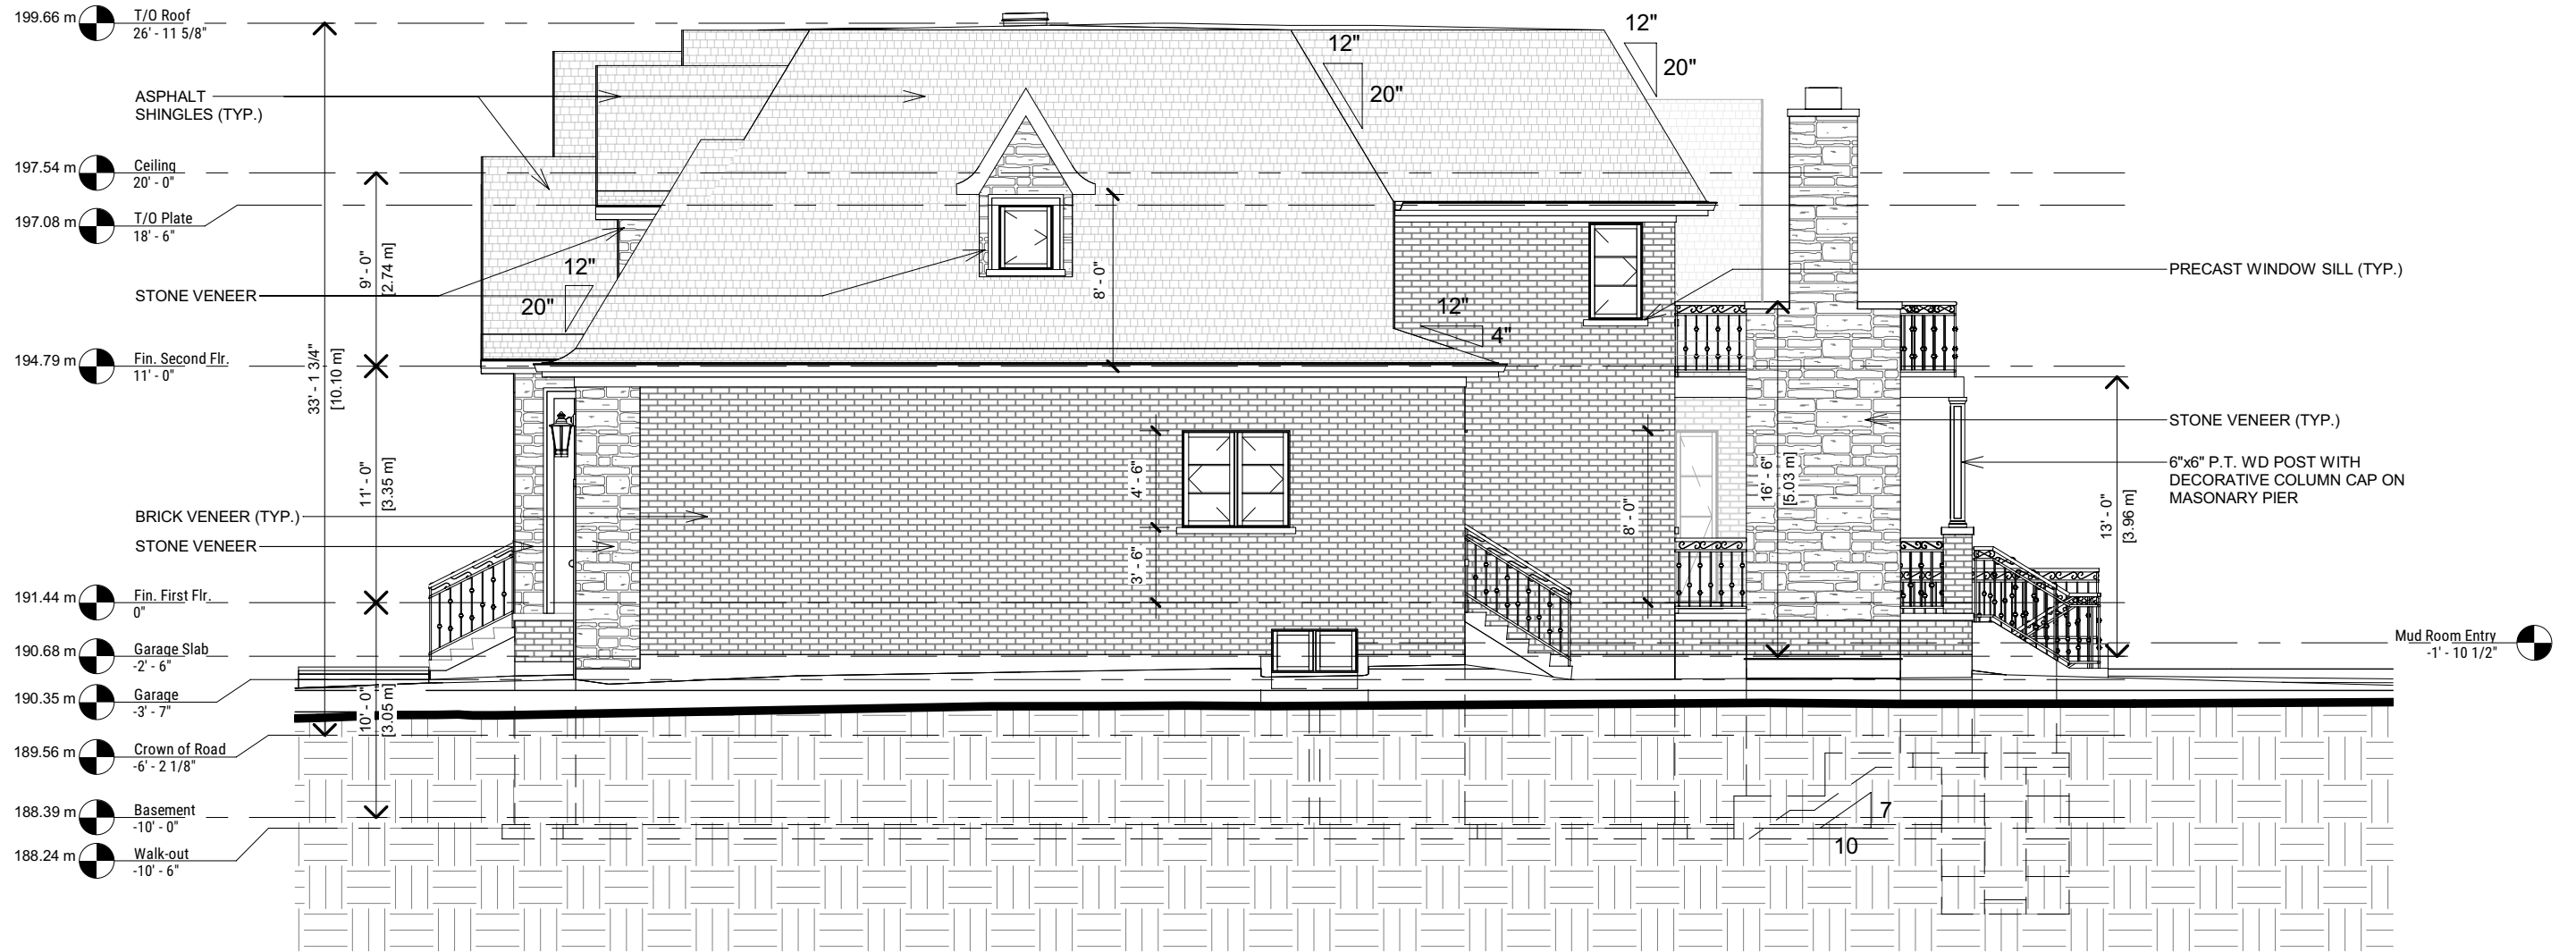 199.66 m
T/O Roof
26' - 11 5/8"
ASPHALT
SHINGLES (TYP.)
197.54 m
Ceiling
20' - 0"
197.08 m
T/O Plate
18' - 6"
STONE VENEER
194.79 m
Fin. Second Flr.
11' - 0"
BRICK VENEER (TYP.)
STONE VENEER
191.44 m
Fin. First Flr.
0"
190.68 m
Garage Slab
-2' - 6"
190.35 m
Garage
-3' - 7"
189.56 m
Crown of Road
-6' - 2 1/8"
188.39 m
Basement
-10' - 0"
188.24 m
Walk-out
-10' - 6"
33' - 1 3/4"
[10.10 m]
9' - 0"
[2.74 m]
11' - 0"
[3.35 m]
10' - 0"
[3.05 m]
12"
20"
8' - 0"
12"
20"
12"
20"
12"
4"
4' - 6"
3' - 6"
8' - 0"
16' - 6"
[5.03 m]
13' - 0"
[3.96 m]
7
10
PRECAST WINDOW SILL (TYP.)
STONE VENEER (TYP.)
6"x6" P.T. WD POST WITH
DECORATIVE COLUMN CAP ON
MASONARY PIER
Mud Room Entry
-1' - 10 1/2"